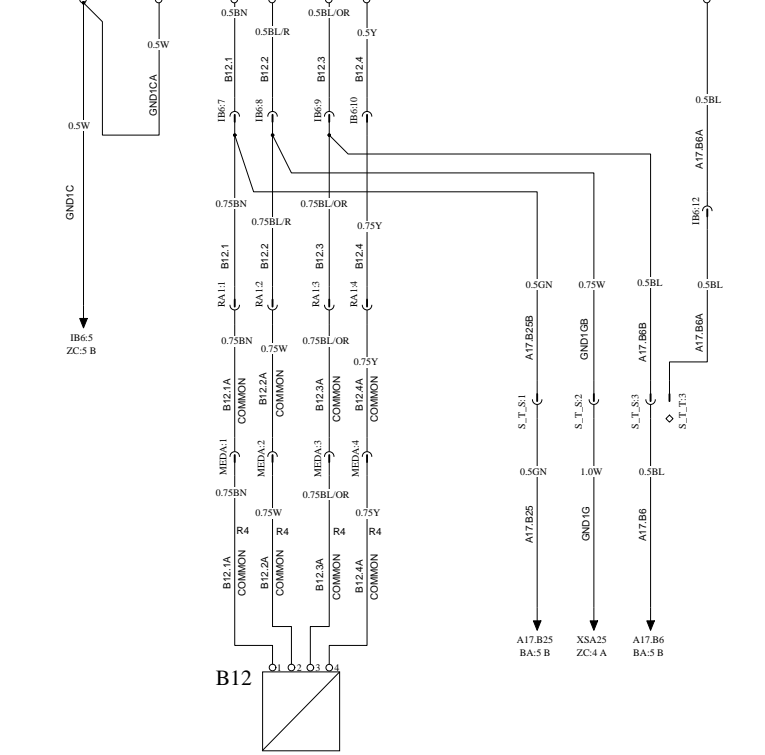 0.5BN
0.5BL/R
0.5BL/OR
0.5Y
0.5W
GND1CA
B12.1
B12.2
B12.3
B12.4
0.5BL
IB6:7
IB6:8
IB6:9
IB6:10
0.5W
A17.B6A
GND1C
0.75BN
0.75BL/R
0.75BL/OR
0.75Y
IB6:12
B12.1
B12.2
B12.3
B12.4
RA1:1
RA1:2
RA1:3
RA1:4
0.5GN
0.75W
0.5BL
0.5BL
A17.B25B
GND1GB
A17.B6B
A17.B6A
IB6:5
ZC:5 B
0.75BN
0.75W
0.75BL/OR
0.75Y
B12.1A
COMMON
B12.2A
COMMON
B12.3A
COMMON
B12.4A
COMMON
S_T_S:1
S_T_S:2
S_T_S:3
S_T_T:3
MEDA:1
MEDA:2
MEDA:3
MEDA:4
0.5GN
1.0W
0.5BL
0.75BN
0.75W
0.75BL/OR
0.75Y
R4
R4
R4
R4
A17.B25
GND1G
A17.B6
B12.1A
COMMON
B12.2A
COMMON
B12.3A
COMMON
B12.4A
COMMON
A17.B25
BA:5 B
XSA25
ZC:4 A
A17.B6
BA:5 B
B12
1
2
3
4